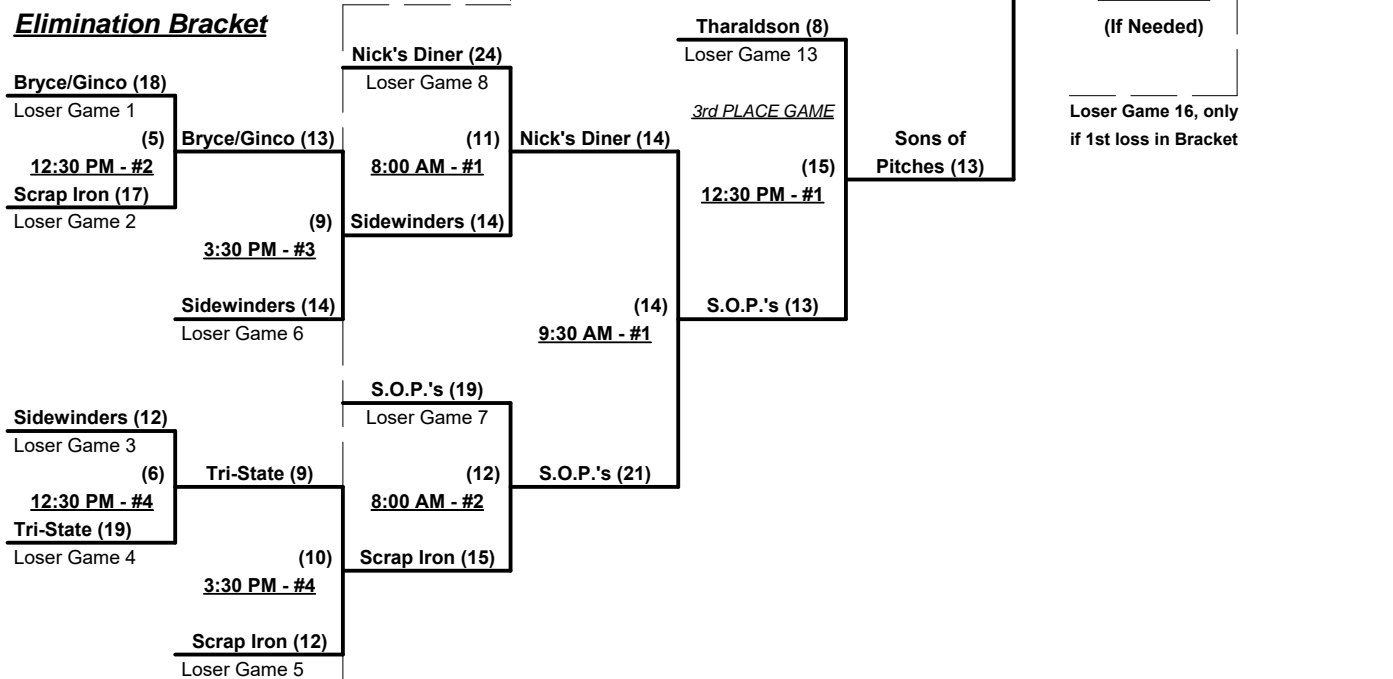 Elimination Bracket
Bryce/Ginco (18)
Loser Game 1
(5)
12:30 PM - #2
Scrap Iron (17)
Loser Game 2
Bryce/Ginco (13)
(9)
3:30 PM - #3
Sidewinders (14)
Loser Game 6
Sidewinders (12)
Loser Game 3
(6)
12:30 PM - #4
Tri-State (19)
Loser Game 4
Tri-State (9)
(10)
3:30 PM - #4
Scrap Iron (12)
Loser Game 5
Nick's Diner (24)
Loser Game 8
(11)
8:00 AM - #1
Sidewinders (14)
S.O.P.'s (19)
Loser Game 7
(12)
8:00 AM - #2
Scrap Iron (15)
Nick's Diner (14)
(14)
9:30 AM - #1
S.O.P.'s (21)
Tharaldson (8)
Loser Game 13
3rd PLACE GAME
(15)
12:30 PM - #1
S.O.P.'s (13)
Sons of
Pitches (13)
(If Needed)
Loser Game 16, only
if 1st loss in Bracket